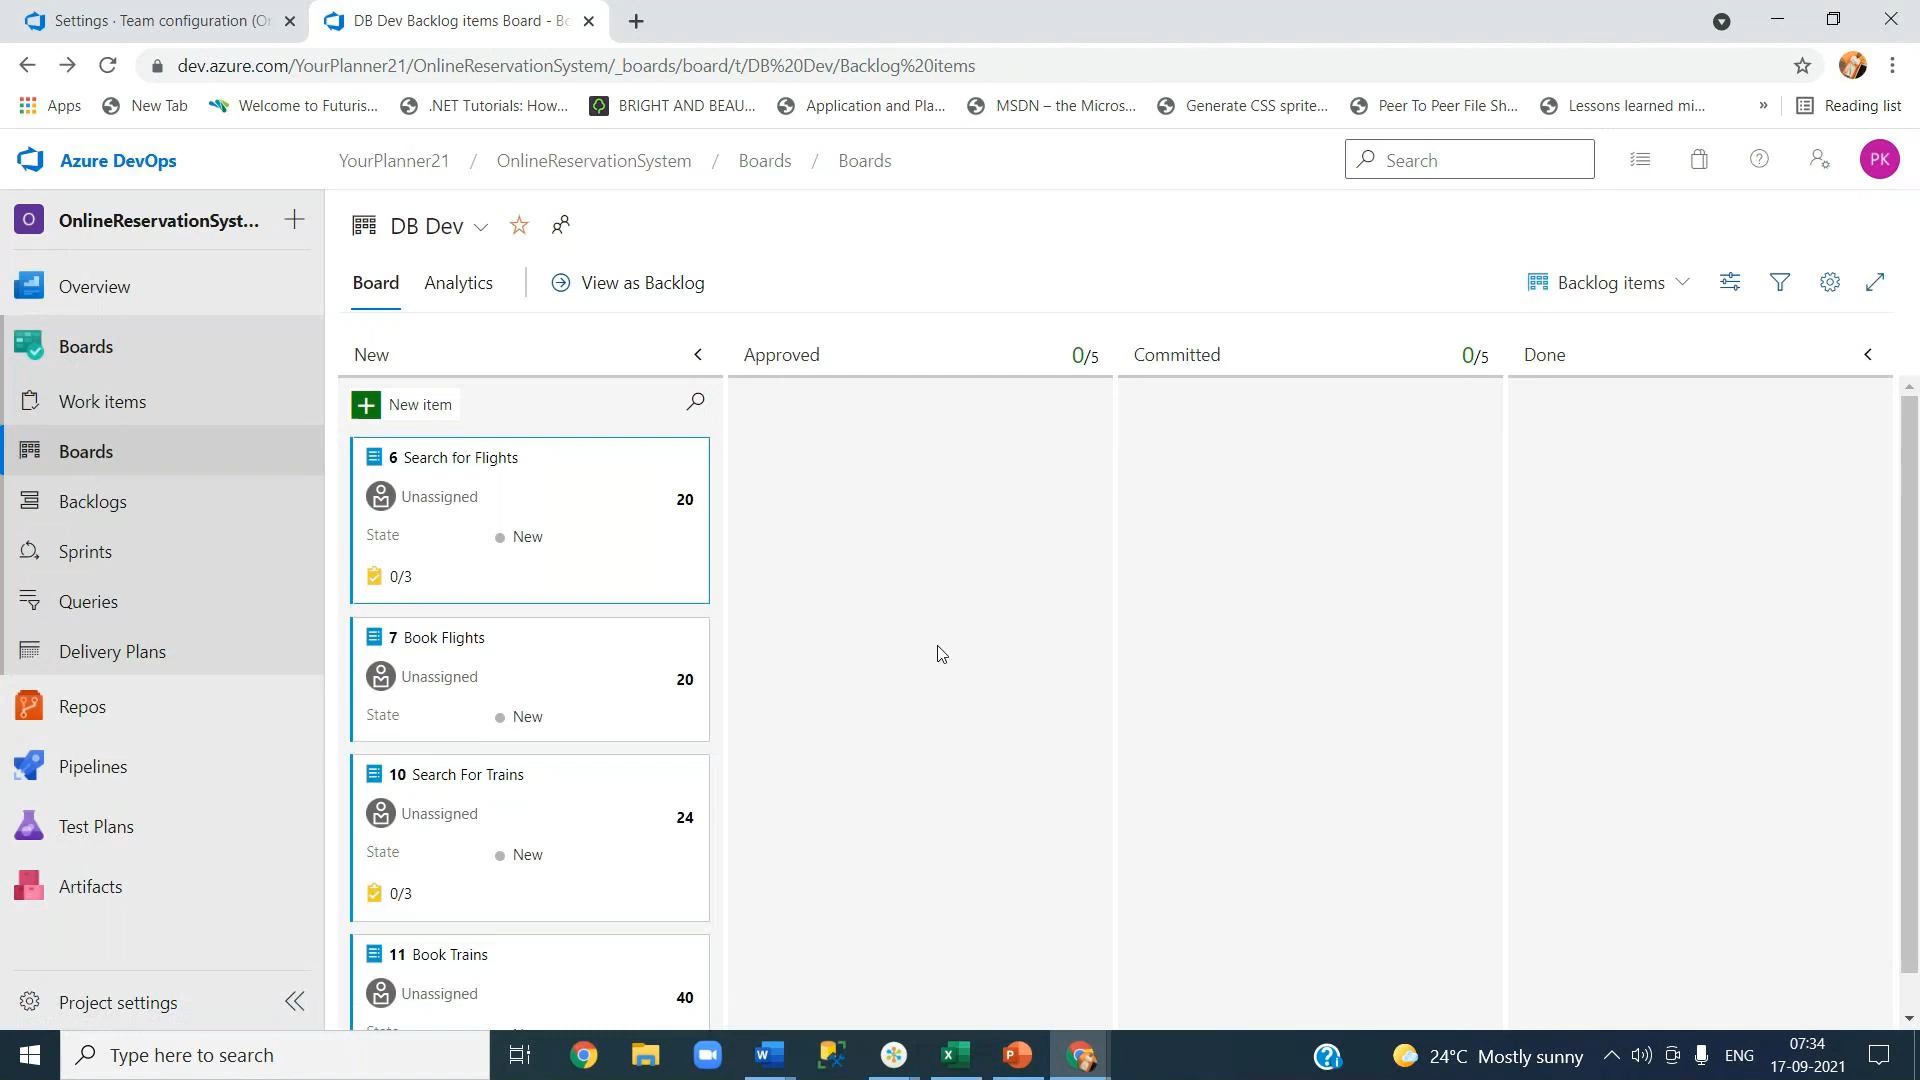 Settings · Team configuration (On
DB Dev Backlog items Board - Bo
dev.azure.com/YourPlanner21/OnlineReservationSystem/_boards/board/t/DB%20Dev/Backlog%20items
Apps
New Tab
Welcome to Futuris...
.NET Tutorials: How...
BRIGHT AND BEAU...
Application and Pla...
MSDN – the Micros...
Generate CSS sprite...
Peer To Peer File Sh...
Lessons learned mi...
»
Reading list
Azure DevOps
YourPlanner21 / OnlineReservationSystem / Boards / Boards
Search
PK
O
OnlineReservationSyst...
Overview
Boards
Work items
Boards
Backlogs
Sprints
Queries
Delivery Plans
Repos
Pipelines
Test Plans
Artifacts
Project settings
DB Dev
Board
Analytics
View as Backlog
Backlog items
New
Approved
0/5
Committed
0/5
Done
New item
6 Search for Flights
Unassigned
20
State
New
0/3
7 Book Flights
Unassigned
20
State
New
10 Search For Trains
Unassigned
24
State
New
0/3
11 Book Trains
Unassigned
40
Type here to search
24°C Mostly sunny
ENG
07:34
17-09-2021